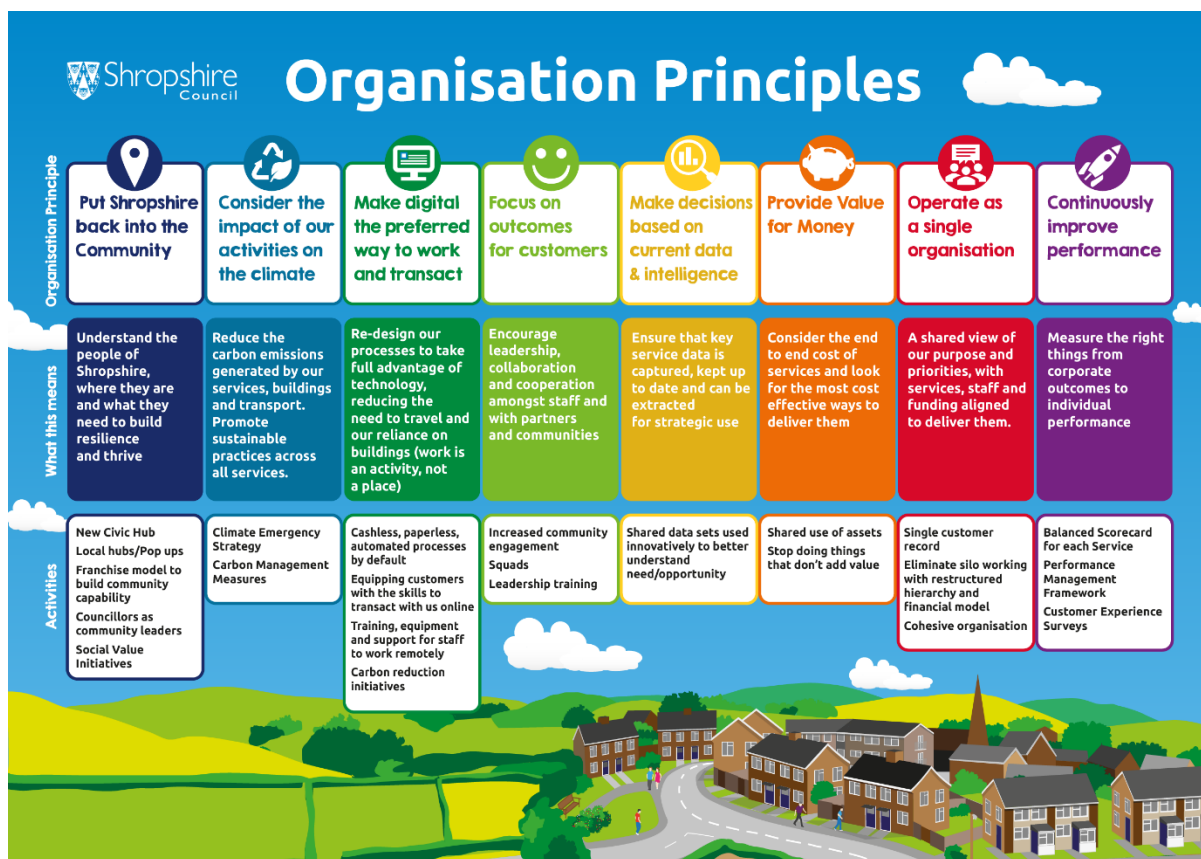 Shropshire
Council
Organisation Principles
Organisation Principle
Put Shropshire
back into the
Community
Consider the
impact of our
activities on
the climate
Make digital
the preferred
way to work
and transact
Focus on
outcomes
for customers
Make decisions
based on
current data
& intelligence
Provide Value
for Money
Operate as
a single
organisation
Continuously
improve
performance
What this means
Understand the
people of
Shropshire,
where they are
and what they
need to build
resilience
and thrive
Reduce the
carbon emissions
generated by our
services, buildings
and transport.
Promote
sustainable
practices across
all services.
Re-design our
processes to take
full advantage of
technology,
reducing the
need to travel and
our reliance on
buildings (work is
an activity, not
a place)
Encourage
leadership,
collaboration
and cooperation
amongst staff and
with partners
and communities
Ensure that key
service data is
captured, kept up
to date and can be
extracted
for strategic use
Consider the end
to end cost of
services and look
for the most cost
effective ways to
deliver them
A shared view of
our purpose and
priorities, with
services, staff and
funding aligned
to deliver them.
Measure the right
things from
corporate
outcomes to
individual
performance
Activities
New Civic Hub
Local hubs/Pop ups
Franchise model to
build community
capability
Councillors as
community leaders
Social Value
Initiatives
Climate Emergency
Strategy
Carbon Management
Measures
Cashless, paperless,
automated processes
by default
Equipping customers
with the skills to
transact with us online
Training, equipment
and support for staff
to work remotely
Carbon reduction
initiatives
Increased community
engagement
Squads
Leadership training
Shared data sets used
innovatively to better
understand
need/opportunity
Shared use of assets
Stop doing things
that don't add value
Single customer
record
Eliminate silo working
with restructured
hierarchy and
financial model
Cohesive organisation
Balanced Scorecard
for each Service
Performance
Management
Framework
Customer Experience
Surveys